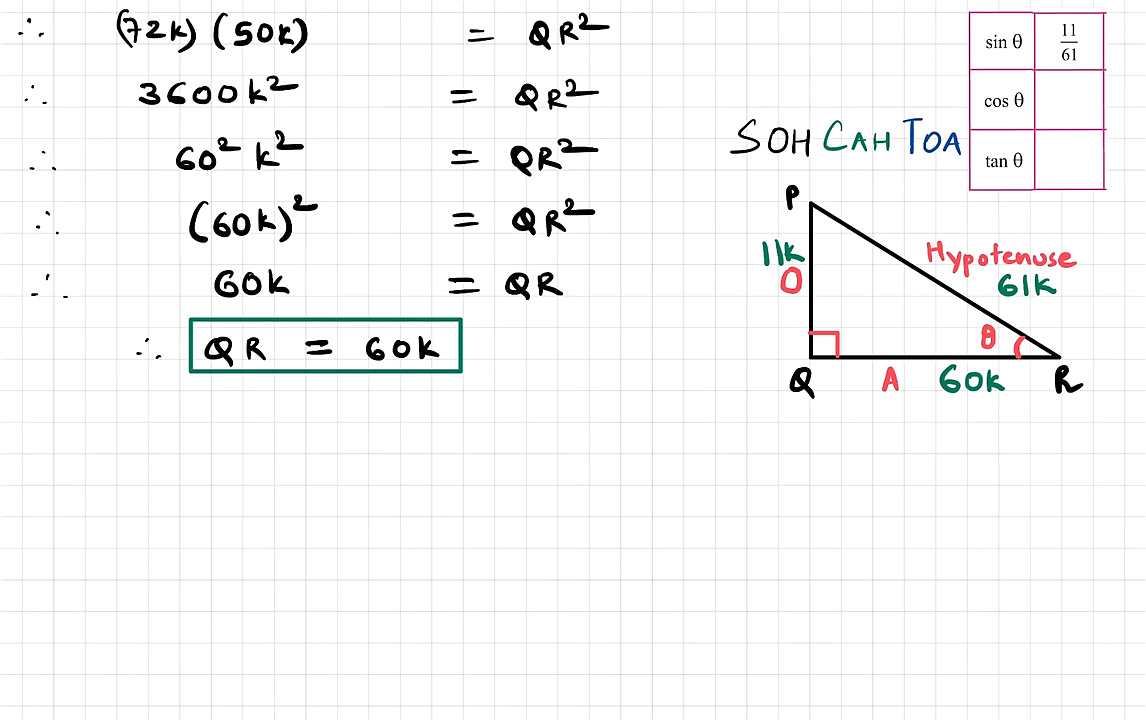 ∴ (72k) (50k) = QR²
∴ 3600k² = QR²
∴ 60² k² = QR²
∴ (60k)² = QR²
∴ 60k = QR
∴ QR = 60k
sin θ 11/61
cos θ
tan θ
SOH CAH TOA
P
11k
O
Hypotenuse
61k
θ
Q A 60k R